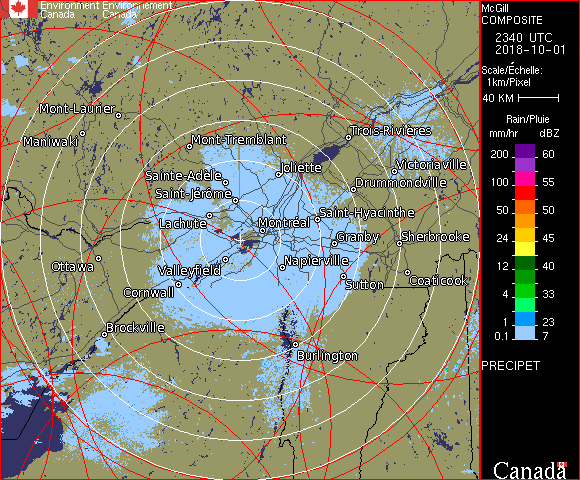 Environment Environnement
Canada Canada
Mont-Laurier
Maniwaki
Mont-Tremblant
Trois-Rivières
Sainte-Adèle
Joliette
Victoriaville
Saint-Jérôme
Drummondville
Lachute
Montréal
Saint-Hyacinthe
Granby
Sherbrooke
Ottawa
Valleyfield
Napierville
Cornwall
Sutton
Coaticook
Brockville
Burlington
McGill
COMPOSITE
2340 UTC
2018-10-01
Scale/Échelle:
1km/Pixel
40 KM
Rain/Pluie
mm/hr dBZ
200 60
100 55
50 50
24 45
12 40
4 33
1 23
0.1 7
PRECIPET
Canada